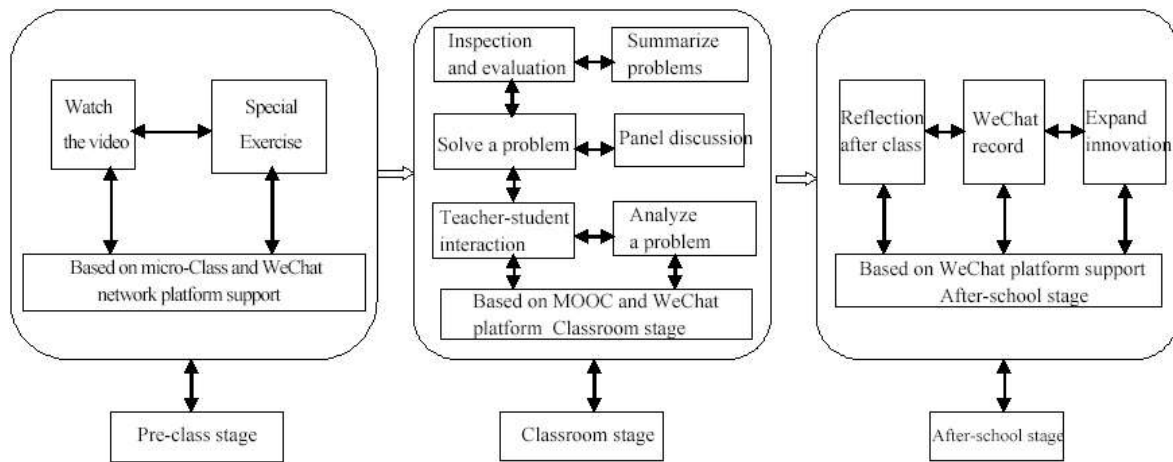 Watch
the video
Special
Exercise
Based on micro-Class and WeChat
network platform support
Pre-class stage
Inspection
and evaluation
Summarize
problems
Solve a problem
Panel discussion
Teacher-student
interaction
Analyze
a problem
Based on MOOC and WeChat
platform Classroom stage
Classroom stage
Reflection
after class
WeChat
record
Expand
innovation
Based on WeChat platform support
After-school stage
After-school stage